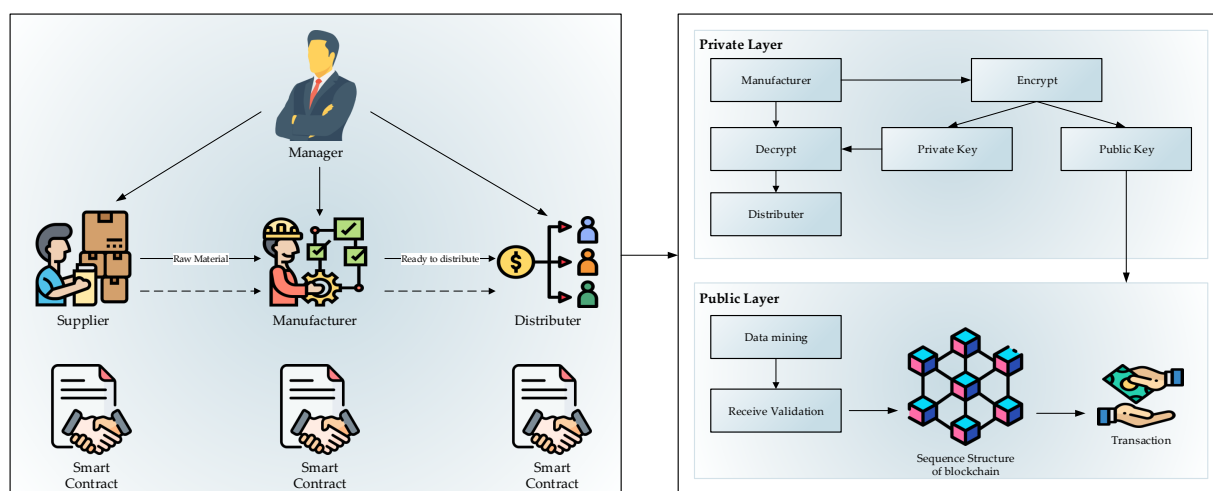 Manager
Raw Material
Ready to distribute
Supplier
Manufacturer
Distributer
Smart
Contract
Smart
Contract
Smart
Contract
Private Layer
Manufacturer
Encrypt
Decrypt
Private Key
Public Key
Distributer
Public Layer
Data mining
Receive Validation
Sequence Structure
of blockchain
Transaction
$